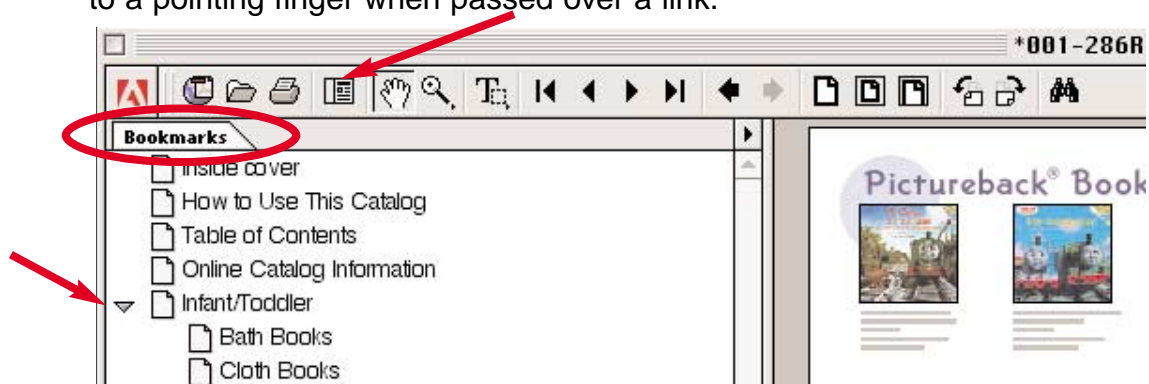 to a pointing finger when passed over a link.
*001-286R
Bookmarks
Inside cover
How to Use This Catalog
Table of Contents
Online Catalog Information
Infant/Toddler
Bath Books
Cloth Books
Pictureback® Book